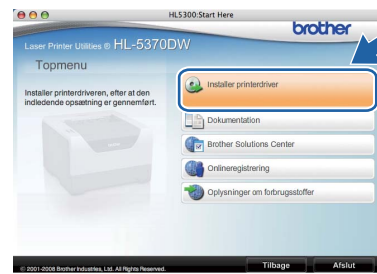 HL5300:Start Here
brother
Laser Printer Utilities © HL-5370DW
Topmenu
Installer printerdriveren, efter at den
indledende opsætning er gennemført.
Installer printerdriver
Dokumentation
Brother Solutions Center
Onlineregistrering
Oplysninger om forbrugsstoffer
© 2001-2008 Brother Industries, Ltd. All Rights Reserved.
Tilbage
Afslut